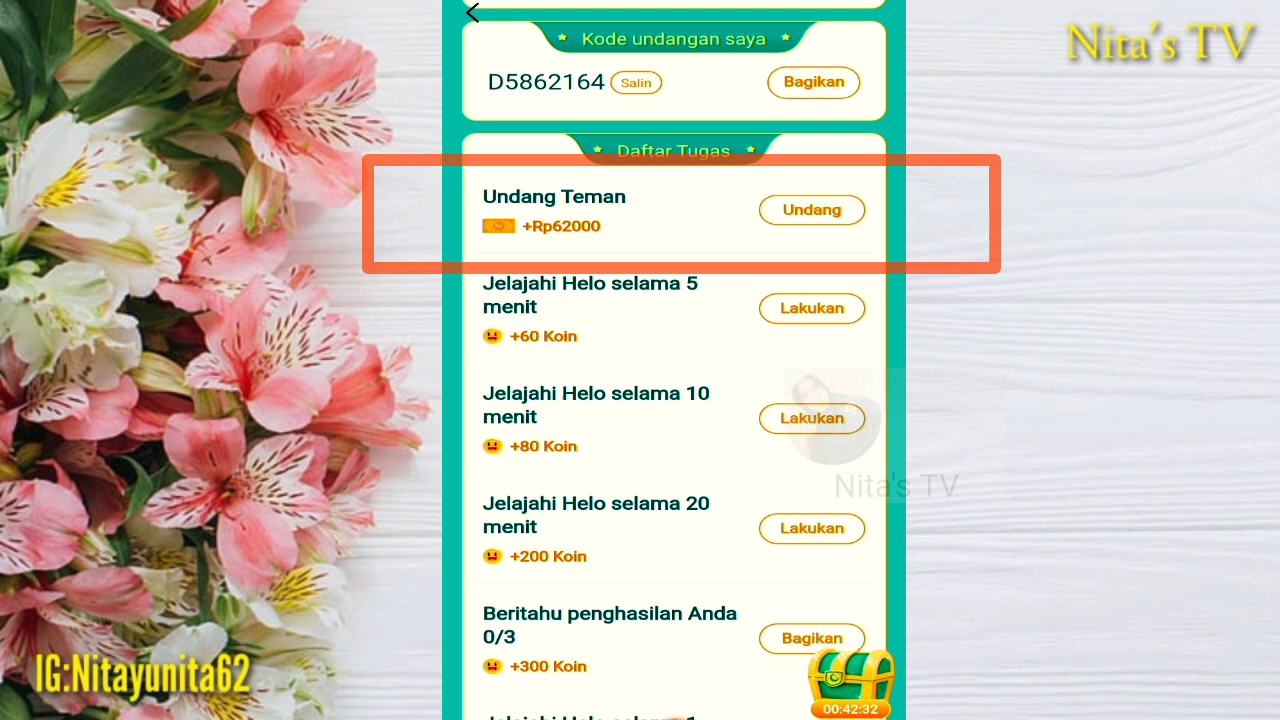 Nita's TV
Kode undangan saya
D5862164 Salin Bagikan
Daftar Tugas
Undang Teman
+Rp62000
Undang
Jelajahi Helo selama 5
menit
+60 Koin
Lakukan
Jelajahi Helo selama 10
menit
+80 Koin
Lakukan
Nita's TV
Jelajahi Helo selama 20
menit
+200 Koin
Lakukan
Beritahu penghasilan Anda
0/3
+300 Koin
Bagikan
00:42:32
IG:Nitayunita62